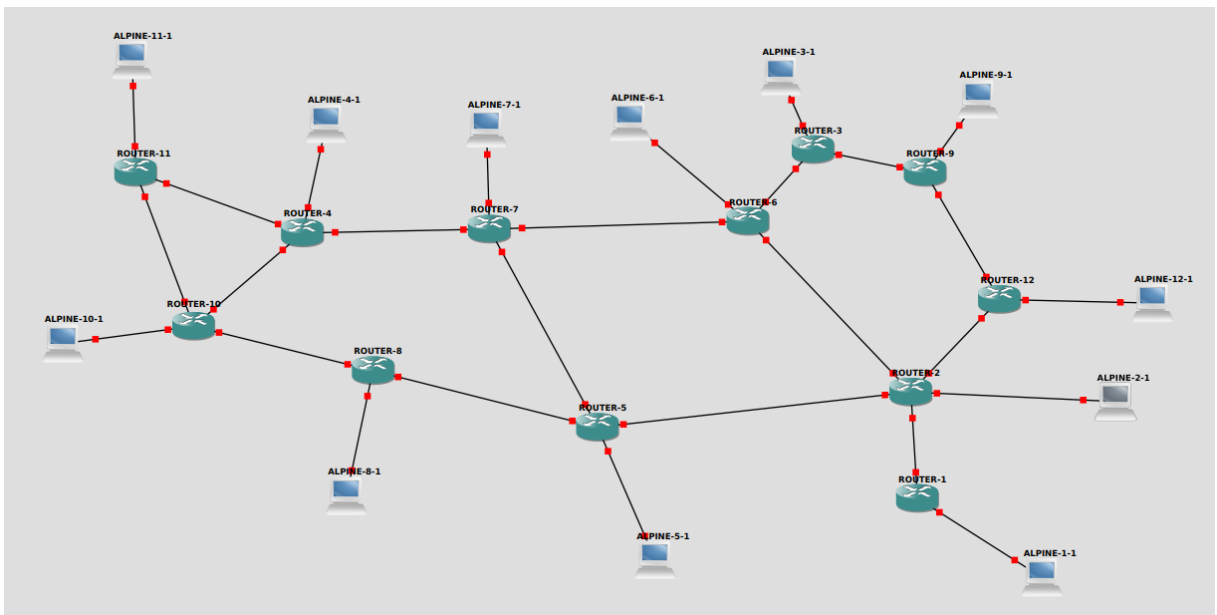 ALPINE-11-1
ALPINE-3-1
ALPINE-9-1
ALPINE-4-1
ALPINE-7-1
ALPINE-6-1
ROUTER-3
ROUTER-11
ROUTER-9
ROUTER-4
ROUTER-7
ROUTER-6
ROUTER-12
ALPINE-12-1
ROUTER-10
ALPINE-10-1
ROUTER-8
ROUTER-2
ALPINE-2-1
ROUTER-5
ALPINE-8-1
ROUTER-1
ALPINE-5-1
ALPINE-1-1